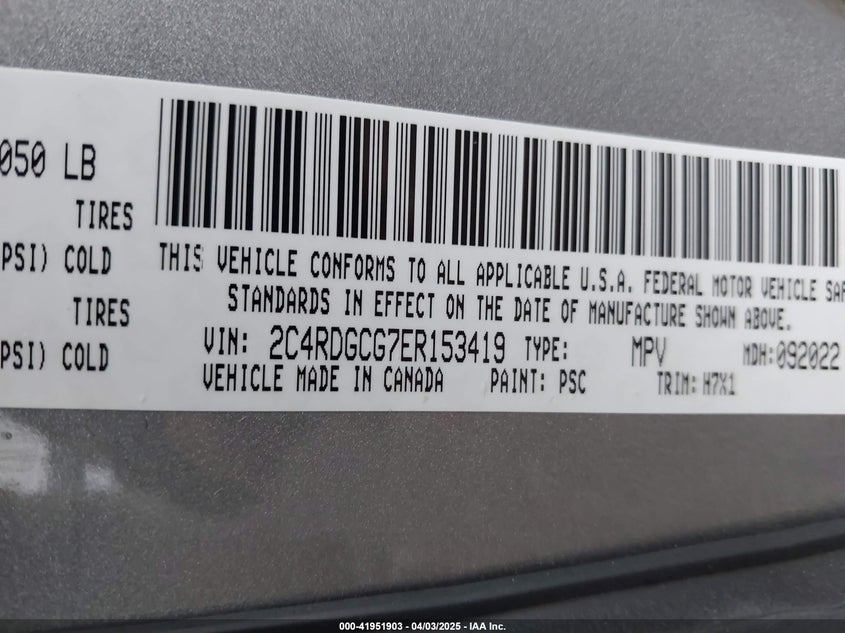 050 LB
TIRES
PSI) COLD
TIRES
PSI) COLD
THIS VEHICLE CONFORMS TO ALL APPLICABLE U.S.A. FEDERAL MOTOR VEHICLE SAF
STANDARDS IN EFFECT ON THE DATE OF MANUFACTURE SHOWN ABOVE.
VIN: 2C4RDGCG7ER153419 TYPE: MPV MDH:092022
VEHICLE MADE IN CANADA PAINT: PSC TRIM: H7X1
000-41951903 - 04/03/2025 - IAA Inc.